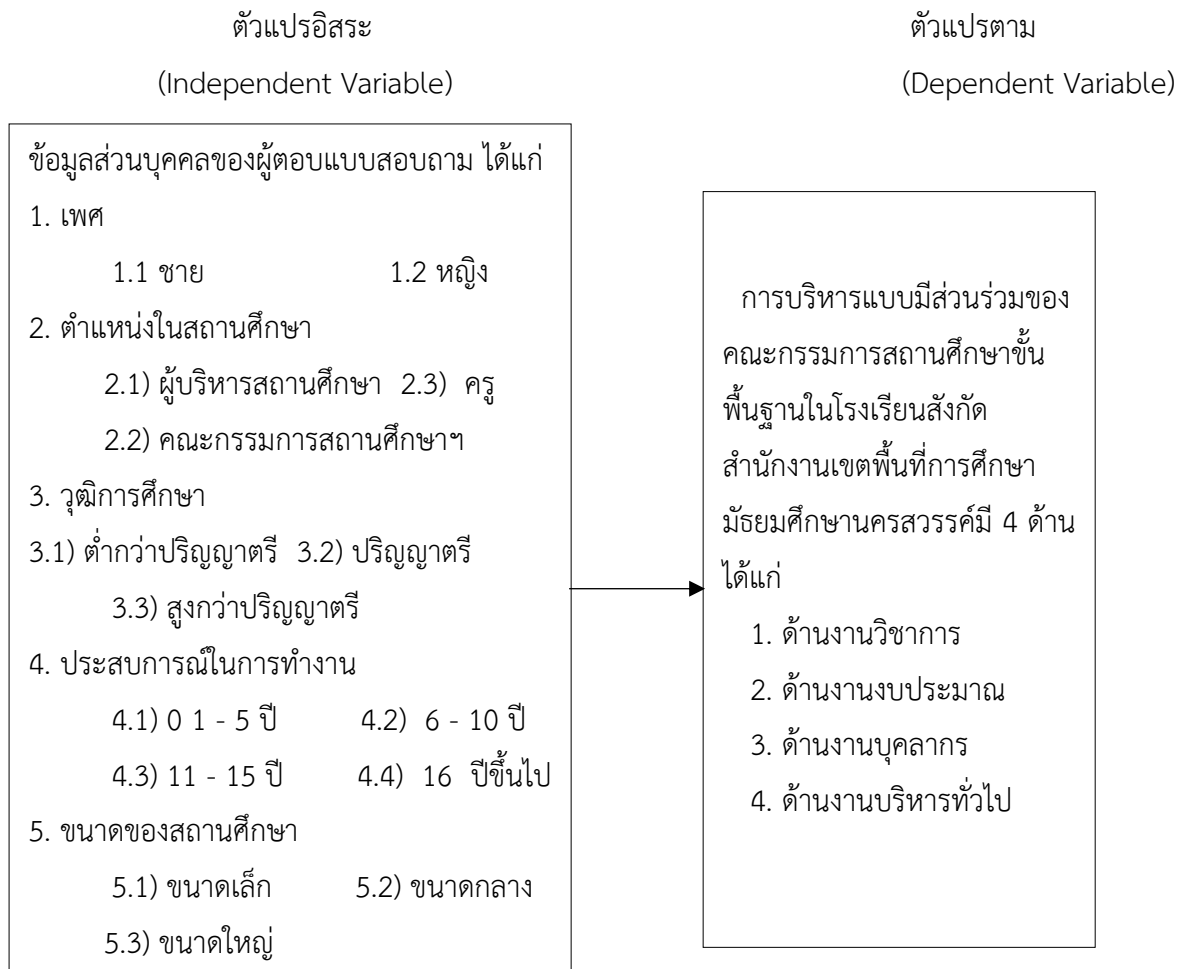 ตัวแปรอิสระ
(Independent Variable)
ข้อมูลส่วนบุคคลของผู้ตอบแบบสอบถาม ได้แก่
1. เพศ
1.1 ชาย 1.2 หญิง
2. ตำแหน่งในสถานศึกษา
2.1) ผู้บริหารสถานศึกษา 2.3) ครู
2.2) คณะกรรมการสถานศึกษาฯ
3. วุฒิการศึกษา
3.1) ต่ำกว่าปริญญาตรี 3.2) ปริญญาตรี
3.3) สูงกว่าปริญญาตรี
4. ประสบการณ์ในการทำงาน
4.1) 0 1 - 5 ปี 4.2) 6 - 10 ปี
4.3) 11 - 15 ปี 4.4) 16 ปีขึ้นไป
5. ขนาดของสถานศึกษา
5.1) ขนาดเล็ก 5.2) ขนาดกลาง
5.3) ขนาดใหญ่
ตัวแปรตาม
(Dependent Variable)
การบริหารแบบมีส่วนร่วมของ
คณะกรรมการสถานศึกษาขั้น
พื้นฐานในโรงเรียนสังกัด
สำนักงานเขตพื้นที่การศึกษา
มัธยมศึกษานครสวรรค์มี 4 ด้าน
ได้แก่
1. ด้านงานวิชาการ
2. ด้านงานงบประมาณ
3. ด้านงานบุคลากร
4. ด้านงานบริหารทั่วไป